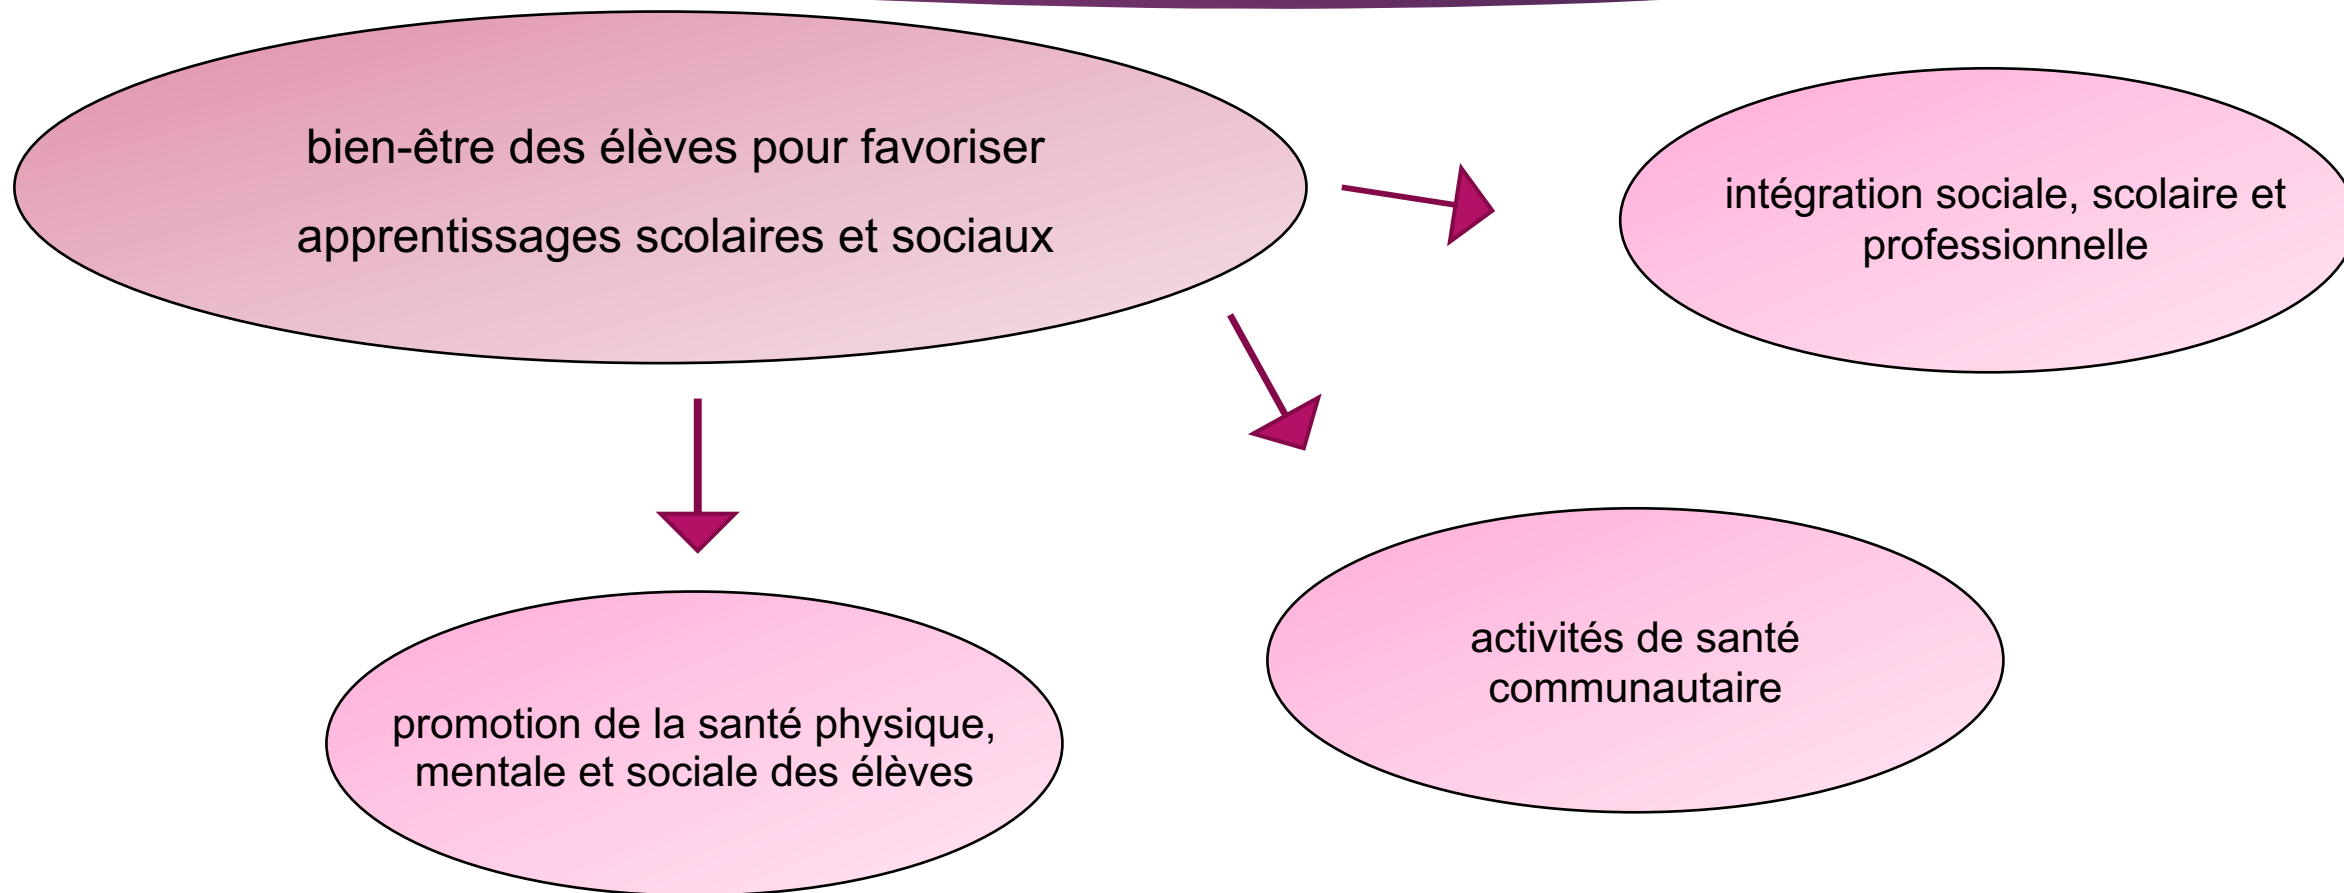 bien-être des élèves pour favoriser
apprentissages scolaires et sociaux
intégration sociale, scolaire et
professionnelle
activités de santé
communautaire
promotion de la santé physique,
mentale et sociale des élèves